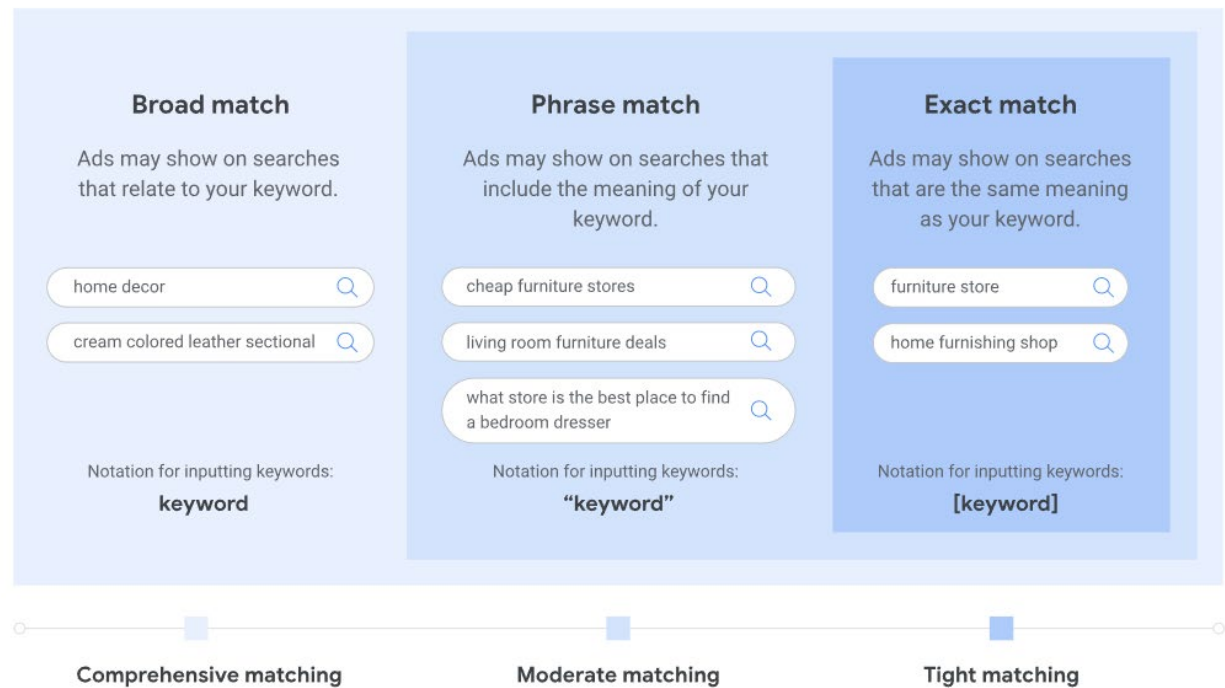 Broad match
Ads may show on searches
that relate to your keyword.
home decor
cream colored leather sectional
Notation for inputting keywords:
keyword
Phrase match
Ads may show on searches that
include the meaning of your
keyword.
cheap furniture stores
living room furniture deals
what store is the best place to find
a bedroom dresser
Notation for inputting keywords:
“keyword”
Exact match
Ads may show on searches
that are the same meaning
as your keyword.
furniture store
home furnishing shop
Notation for inputting keywords:
[keyword]
Comprehensive matching
Moderate matching
Tight matching